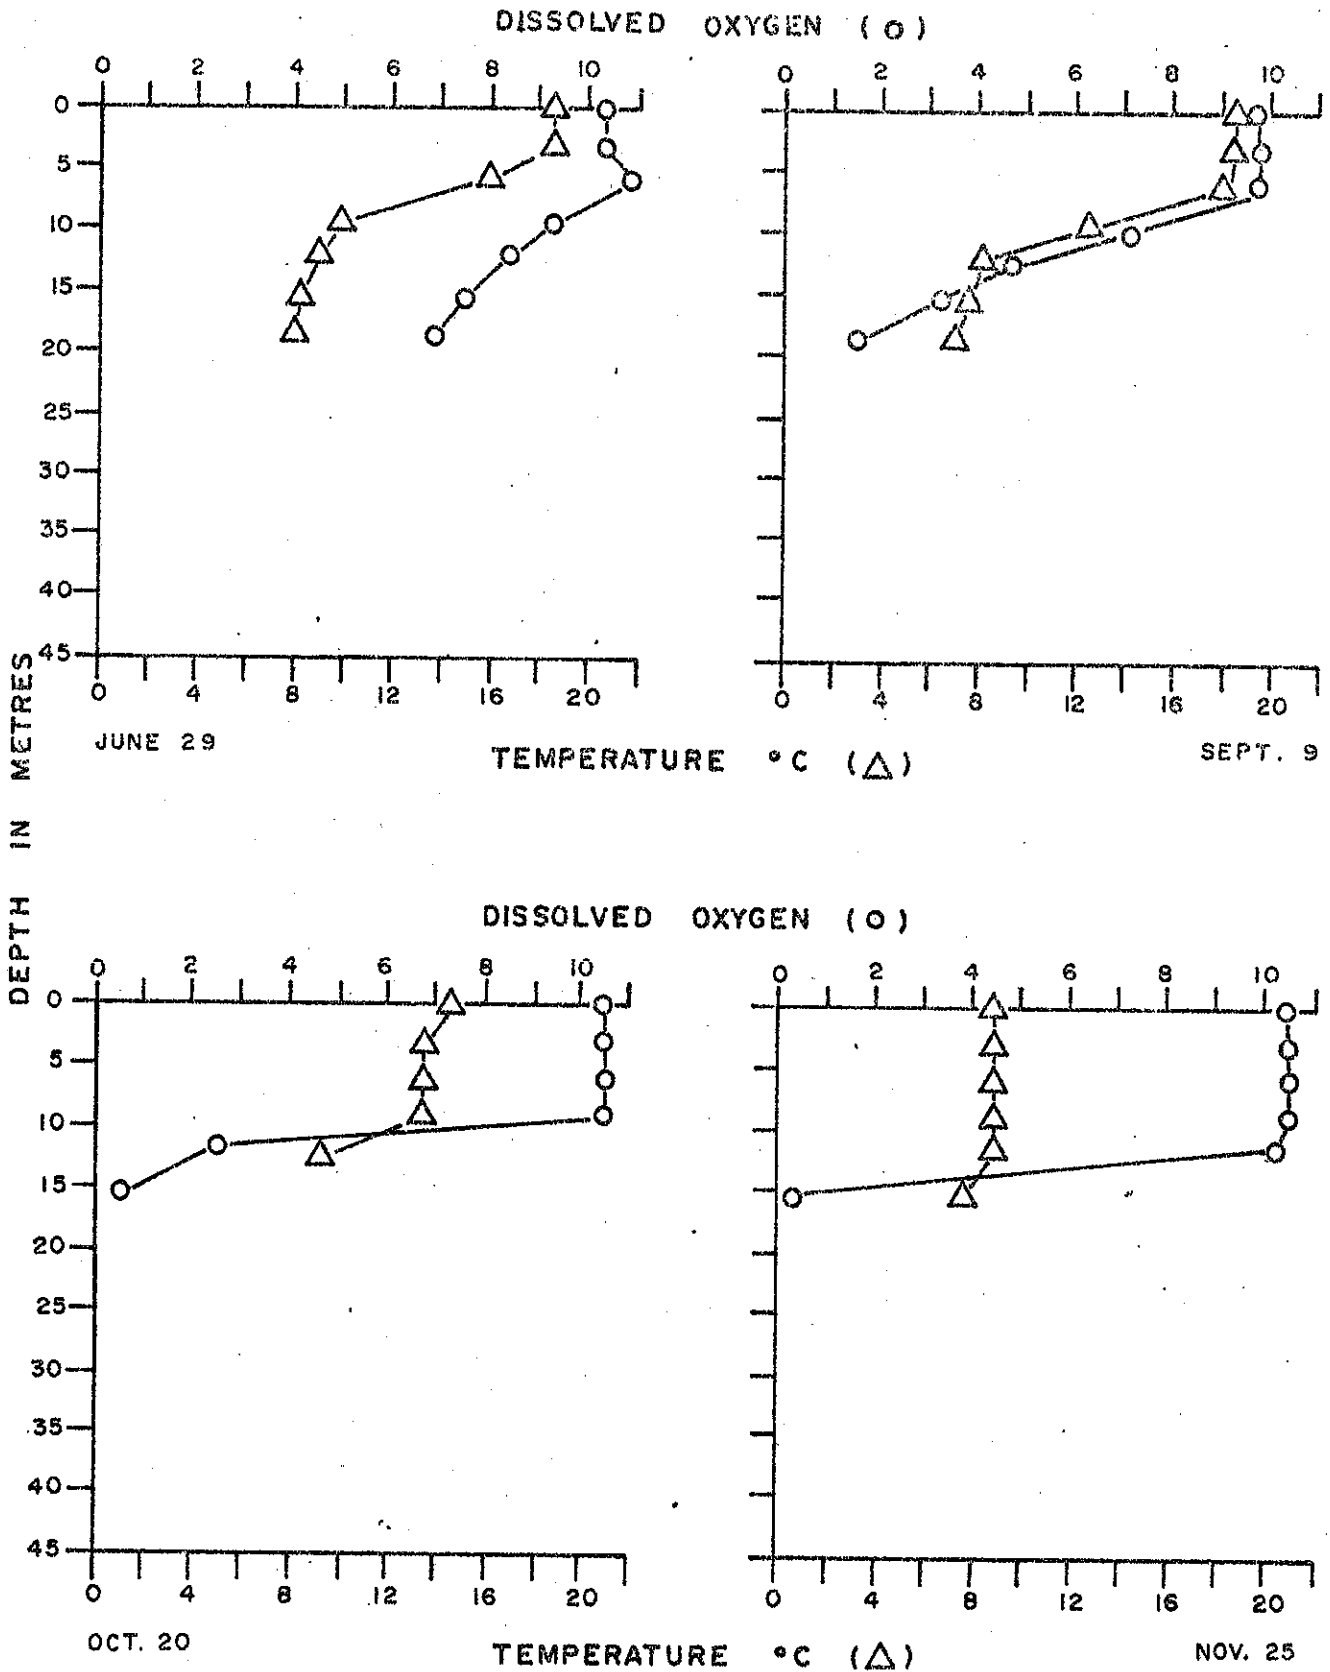 DISSOLVED OXYGEN (O)
0 2 4 6 8 10
0 2 4 6 8 10
0
5
10
15
20
25
30
35
40
45
0 4 8 12 16 20
0 4 8 12 16 20
JUNE 29
TEMPERATURE °C (△)
SEPT. 9
DEPTH IN METRES
DISSOLVED OXYGEN (O)
0 2 4 6 8 10
0 2 4 6 8 10
0
5
10
15
20
25
30
35
40
45
0 4 8 12 16 20
0 4 8 12 16 20
OCT. 20
TEMPERATURE °C (△)
NOV. 25